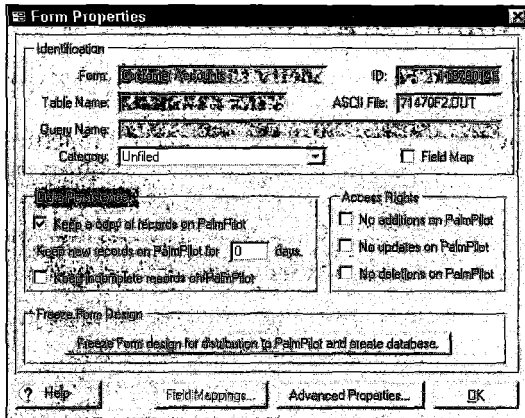 Form Properties
Identification
Form:
ID:
Table Name:
ASCII File: 71470F2.OUT
Query Name:
Category: Unfiled
Field Map
Access Rights
Keep a copy of records on PalmPilot
No additions on PalmPilot
Keep new records on PalmPilot for 0 days.
No updates on PalmPilot
Keep incomplete records on PalmPilot
No deletions on PalmPilot
Freeze Form Design
Freeze Form design for distribution to PalmPilot and create database.
? Help
Field Mappings...
Advanced Properties...
OK